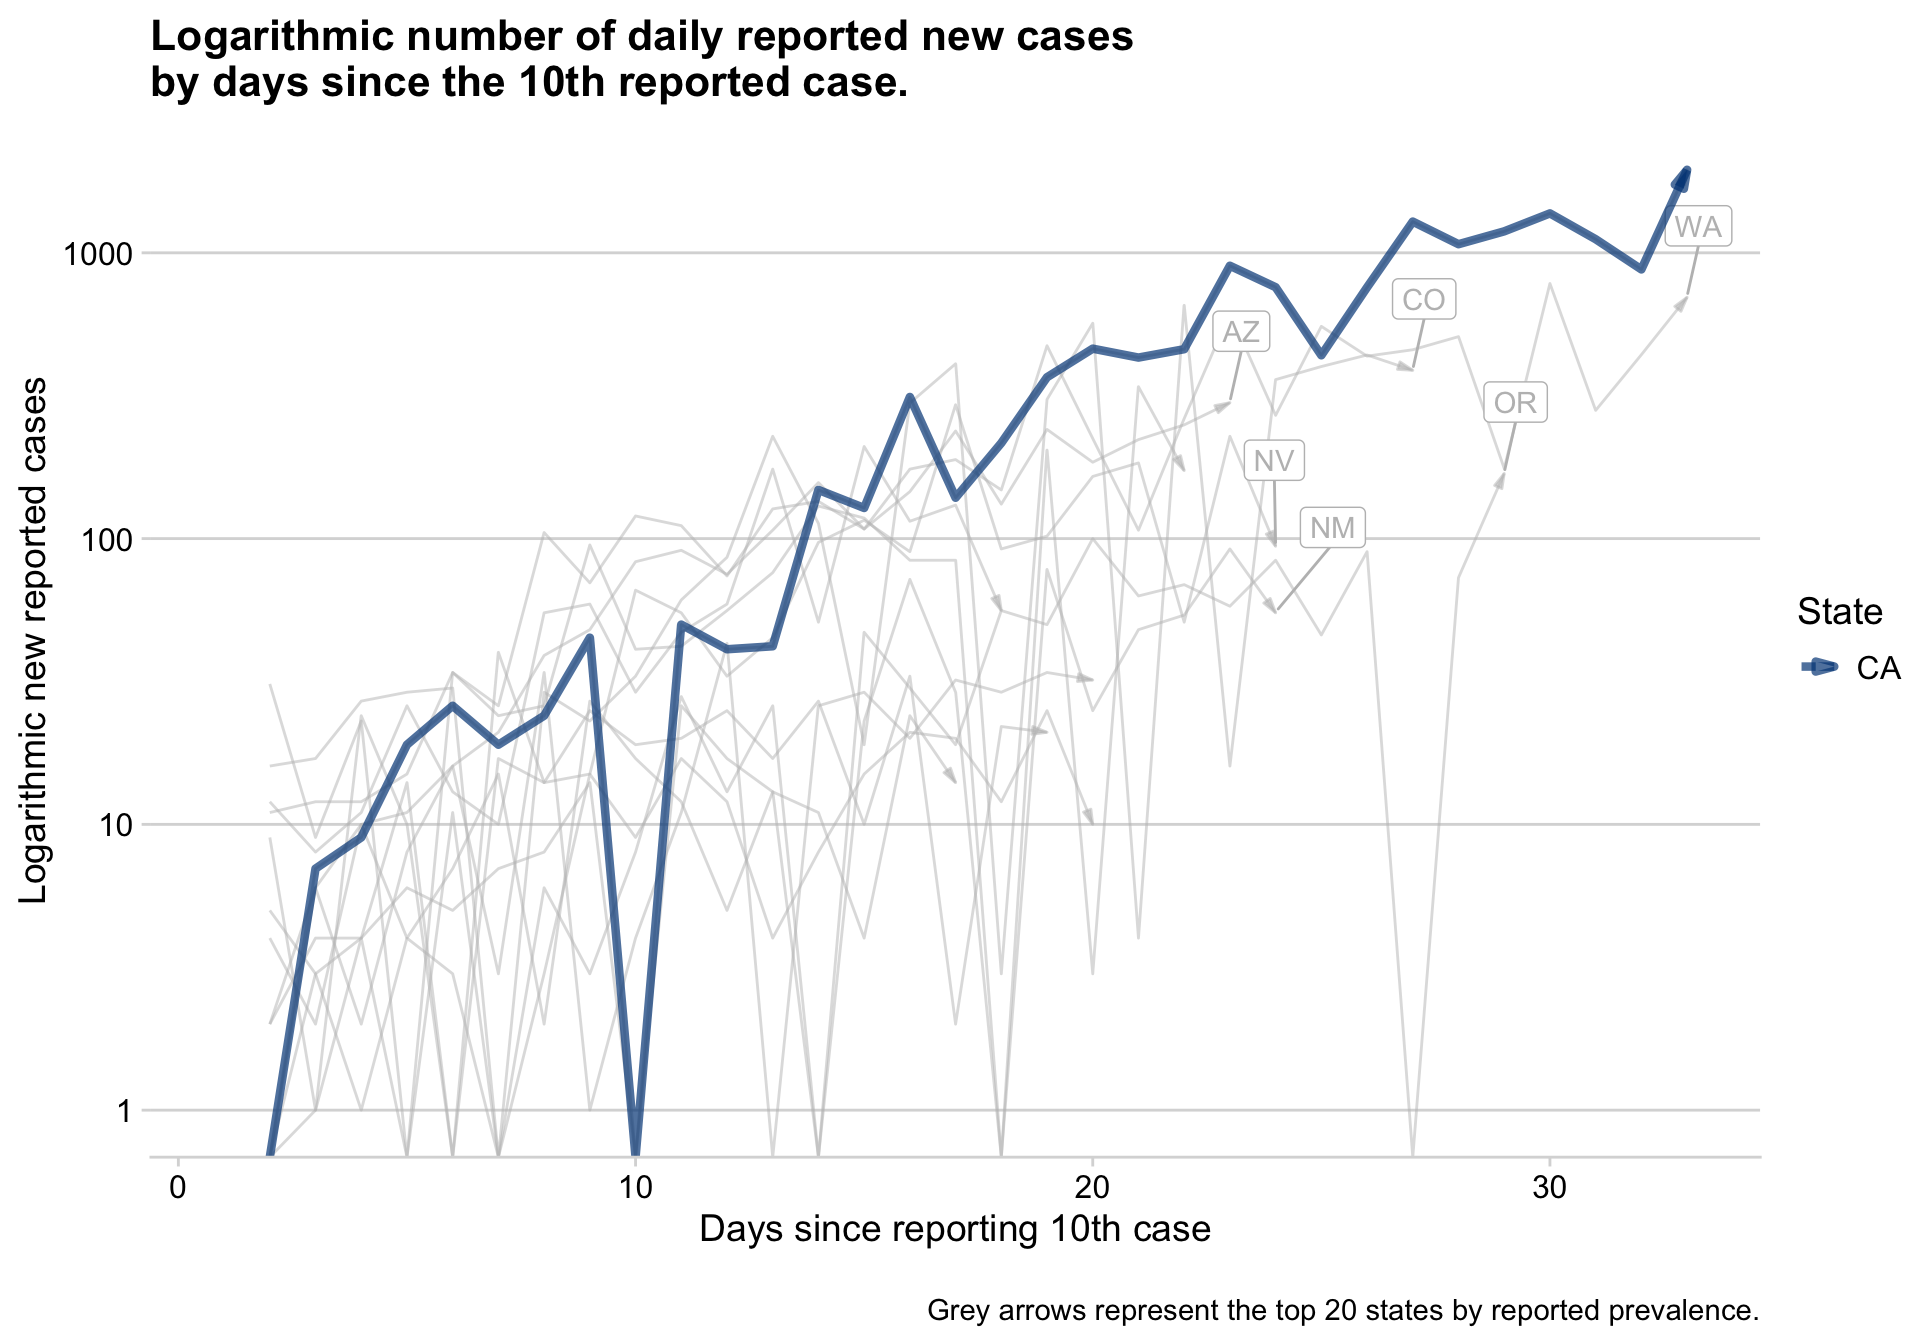 Logarithmic number of daily reported new cases
by days since the 10th reported case.
Logarithmic new reported cases
1000
100
10
1
WA
CO
AZ
OR
NV
NM
State
CA
0
10
20
30
Days since reporting 10th case
Grey arrows represent the top 20 states by reported prevalence.